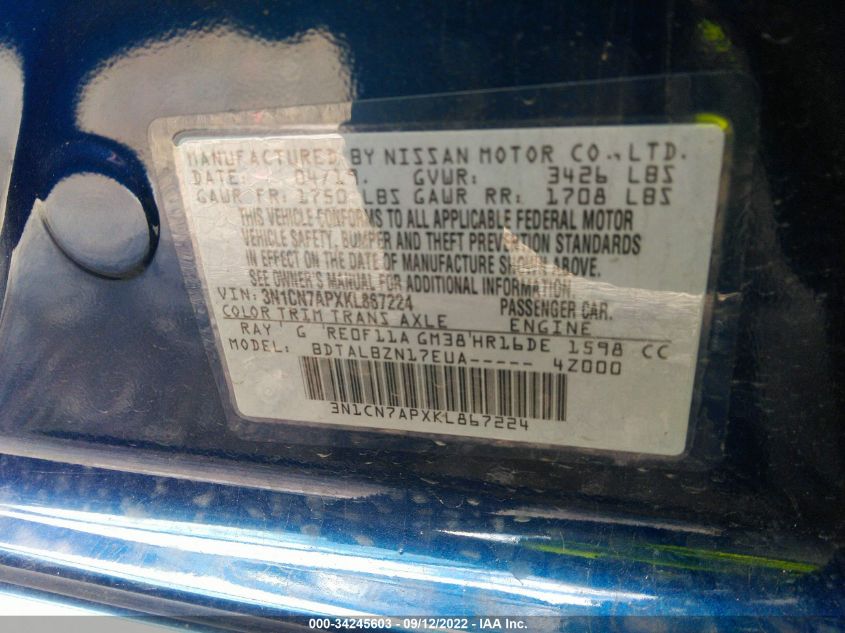 MANUFACTURED BY NISSAN MOTOR CO.,LTD.
DATE: 04/19. GVWR: 3426 LBS
GAWR FR: 1750 LBS GAWR RR: 1708 LBS
THIS VEHICLE CONFORMS TO ALL APPLICABLE FEDERAL MOTOR
VEHICLE SAFETY, BUMPER AND THEFT PREVENTION STANDARDS
IN EFFECT ON THE DATE OF MANUFACTURE SHOWN ABOVE.
SEE OWNER'S MANUAL FOR ADDITIONAL INFORMATION.
VIN: 3N1CN7APXKL867224 PASSENGER CAR.
COLOR TRIM TRANS AXLE ENGINE
RAY' G 'RE0F11A GM38'HR16DE 1598 CC
MODEL: BDTALBZN17EUA----- 4Z000
3N1CN7APXKL867224
000-34245603 - 09/12/2022 - © IAA, Inc.